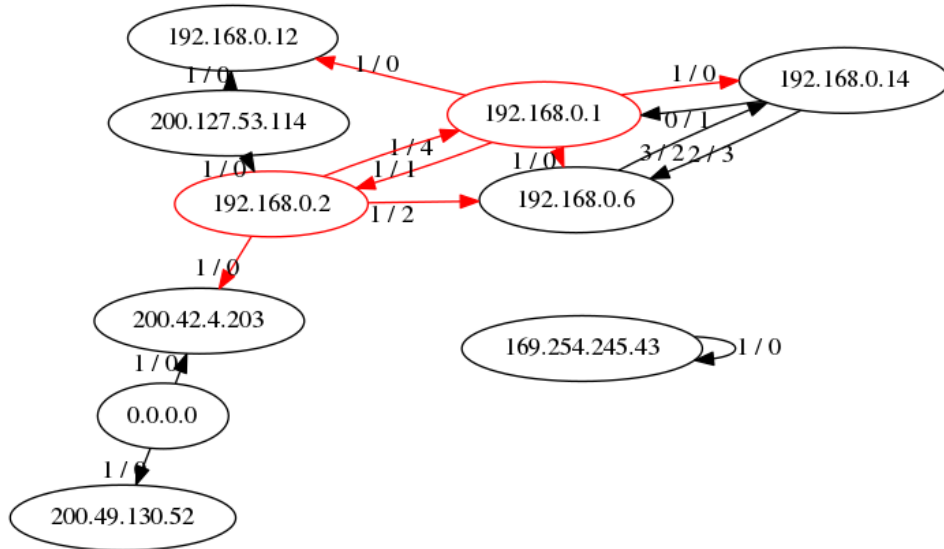 192.168.0.12
1 / 0
192.168.0.1
1 / 0
192.168.0.14
1 / 0
200.127.53.114
0 / 1
1 / 4
3 / 2
2 / 3
1 / 0
1 / 1
1 / 0
192.168.0.2
1 / 2
192.168.0.6
1 / 0
200.42.4.203
169.254.245.43
1 / 0
1 / 0
0.0.0.0
1 / 0
200.49.130.52